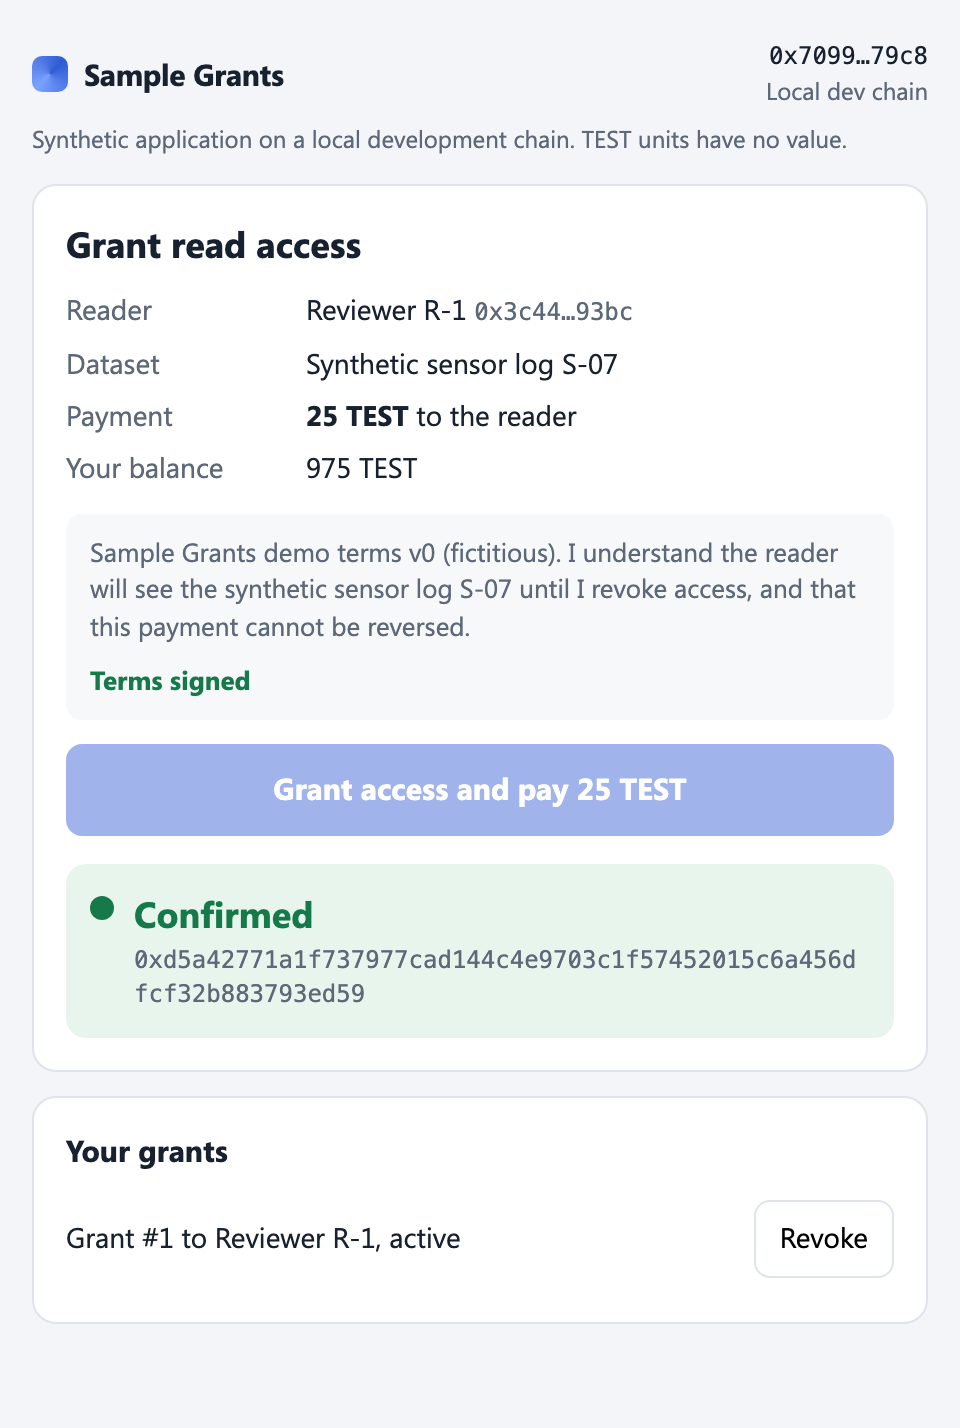 Sample Grants
0x7099…79c8
Local dev chain
Synthetic application on a local development chain. TEST units have no value.
Grant read access
Reader Reviewer R-1 0x3c44…93bc
Dataset Synthetic sensor log S-07
Payment 25 TEST to the reader
Your balance 975 TEST
Sample Grants demo terms v0 (fictitious). I understand the reader
will see the synthetic sensor log S-07 until I revoke access, and that
this payment cannot be reversed.
Terms signed
Grant access and pay 25 TEST
Confirmed
0xd5a42771a1f737977cad144c4e9703c1f57452015c6a456d
fcf32b883793ed59
Your grants
Grant #1 to Reviewer R-1, active
Revoke